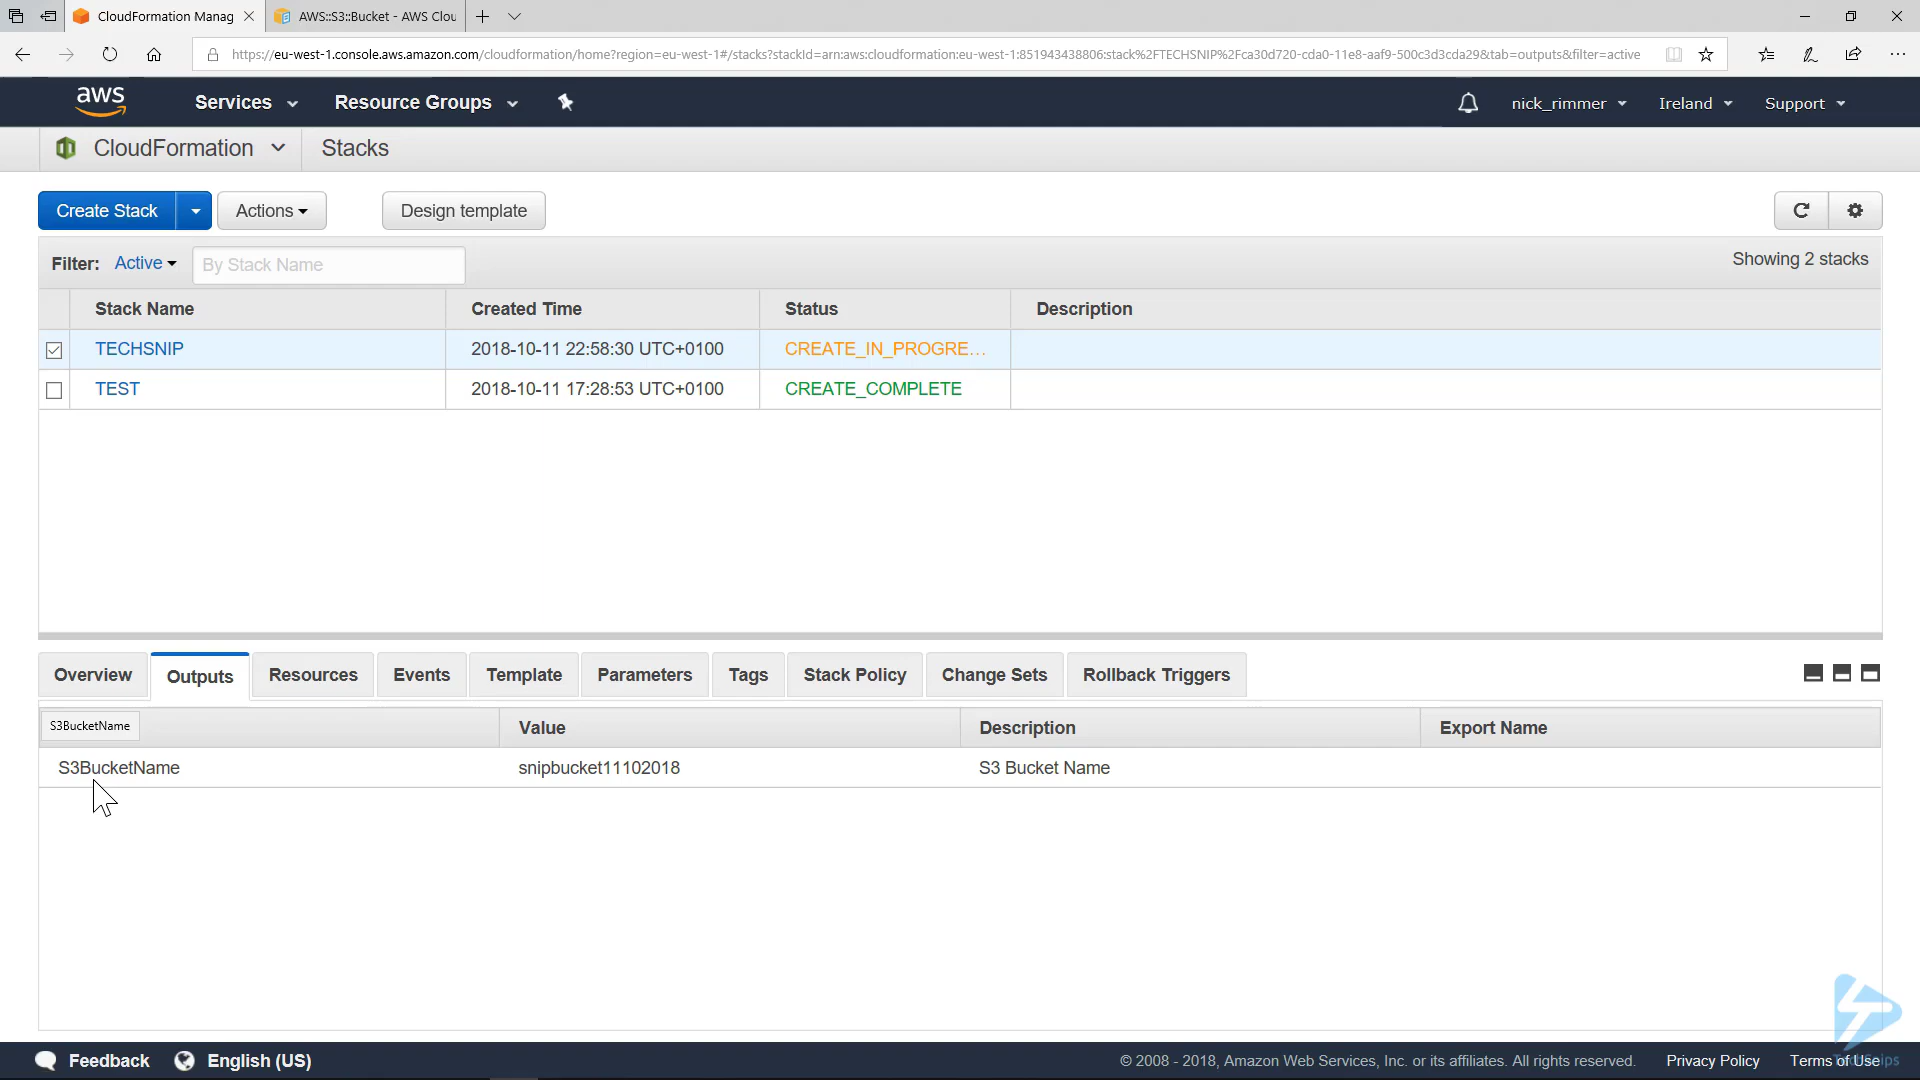 CloudFormation Manag
AWS::S3::Bucket - AWS Clou
https://eu-west-1.console.aws.amazon.com/cloudformation/home?region=eu-west-1#/stacks?stackId=arn:aws:cloudformation:eu-west-1:851943438806:stack%2FTECHSNIP%2Fca30d720-cda0-11e8-aaf9-500c3d3cda29&tab=outputs&filter=active
aws Services Resource Groups nick_rimmer Ireland Support
CloudFormation Stacks
Create Stack Actions Design template
Filter: Active By Stack Name Showing 2 stacks
Stack Name Created Time Status Description
TECHSNIP 2018-10-11 22:58:30 UTC+0100 CREATE_IN_PROGRE...
TEST 2018-10-11 17:28:53 UTC+0100 CREATE_COMPLETE
Overview Outputs Resources Events Template Parameters Tags Stack Policy Change Sets Rollback Triggers
S3BucketName Value Description Export Name
S3BucketName snipbucket11102018 S3 Bucket Name
Feedback English (US) © 2008 - 2018, Amazon Web Services, Inc. or its affiliates. All rights reserved. Privacy Policy Terms of Use